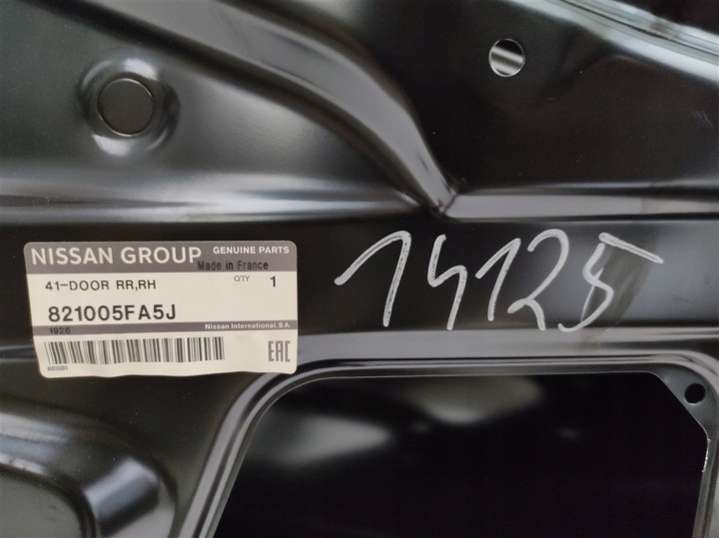 NISSAN GROUP GENUINE PARTS
Made in France
41-DOOR RR,RH QTY 1
821005FA5J
1926
Nissan International.S.A.
EAC
14125